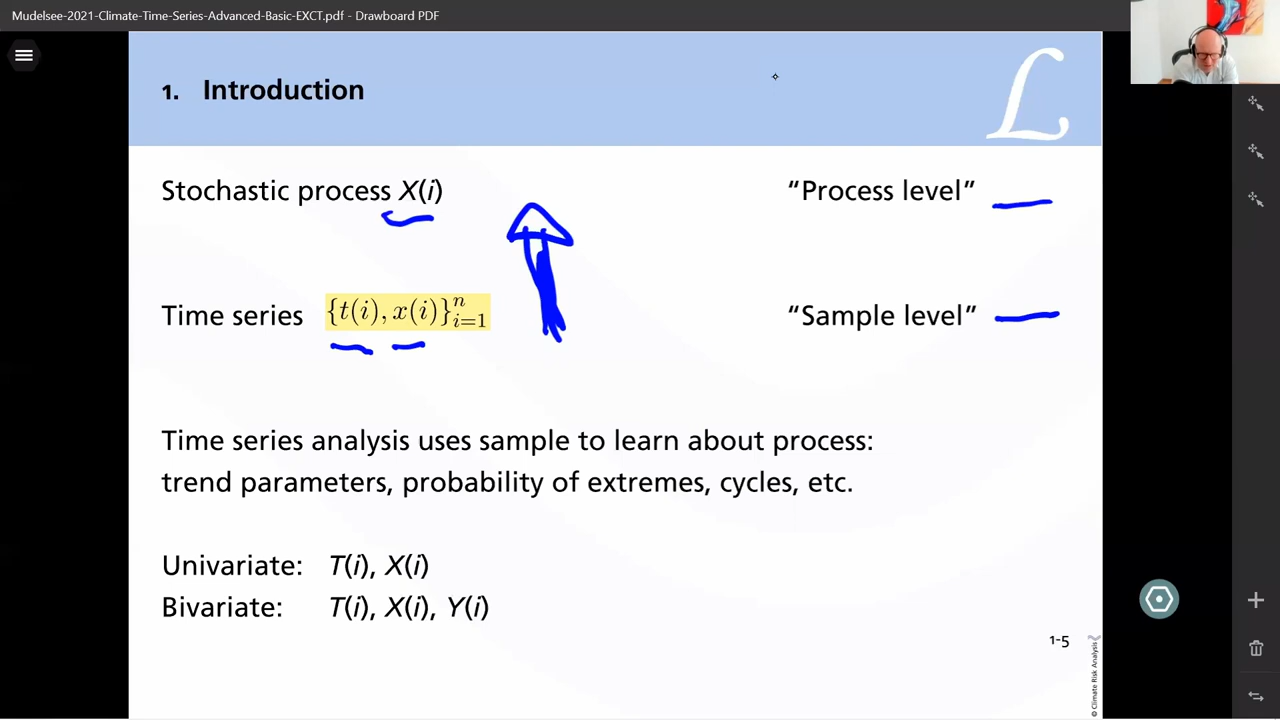 Mudelsee-2021-Climate-Time-Series-Advanced-Basic-EXCT.pdf - Drawboard PDF
1. Introduction
L
Stochastic process X(i) “Process level”
Time series {t(i), x(i)}ⁿᵢ₌₁ “Sample level”
Time series analysis uses sample to learn about process:
trend parameters, probability of extremes, cycles, etc.
Univariate: T(i), X(i)
Bivariate: T(i), X(i), Y(i)
1-5
© Climate Risk Analysis